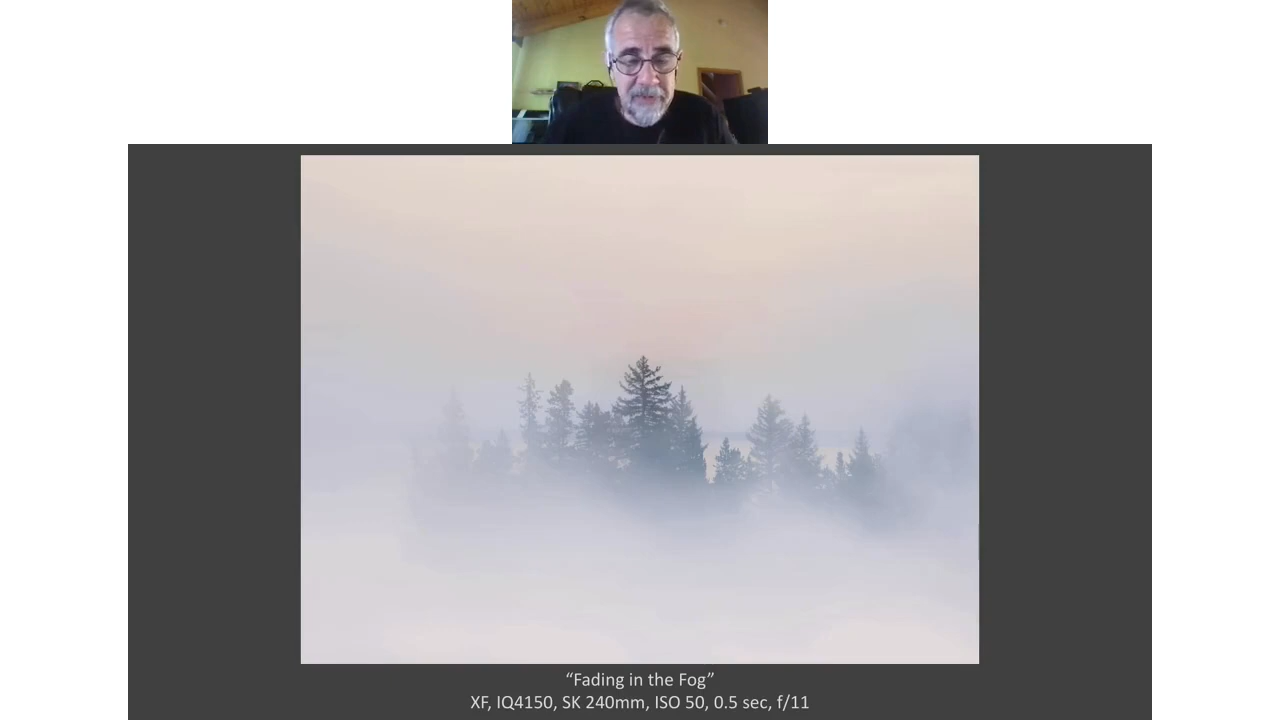 “Fading in the Fog”
XF, IQ4150, SK 240mm, ISO 50, 0.5 sec, f/11